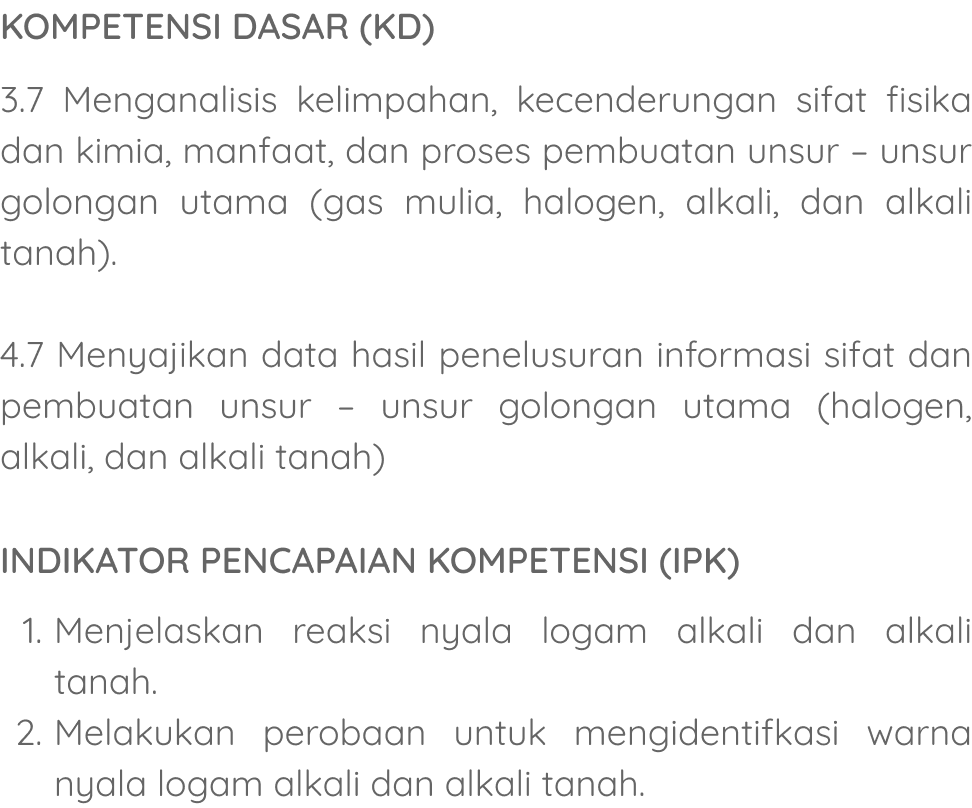 KOMPETENSI DASAR (KD)
3.7 Menganalisis kelimpahan, kecenderungan sifat fisika
dan kimia, manfaat, dan proses pembuatan unsur – unsur
golongan utama (gas mulia, halogen, alkali, dan alkali
tanah).
4.7 Menyajikan data hasil penelusuran informasi sifat dan
pembuatan unsur – unsur golongan utama (halogen,
alkali, dan alkali tanah)
INDIKATOR PENCAPAIAN KOMPETENSI (IPK)
1. Menjelaskan reaksi nyala logam alkali dan alkali
tanah.
2. Melakukan perobaan untuk mengidentifkasi warna
nyala logam alkali dan alkali tanah.